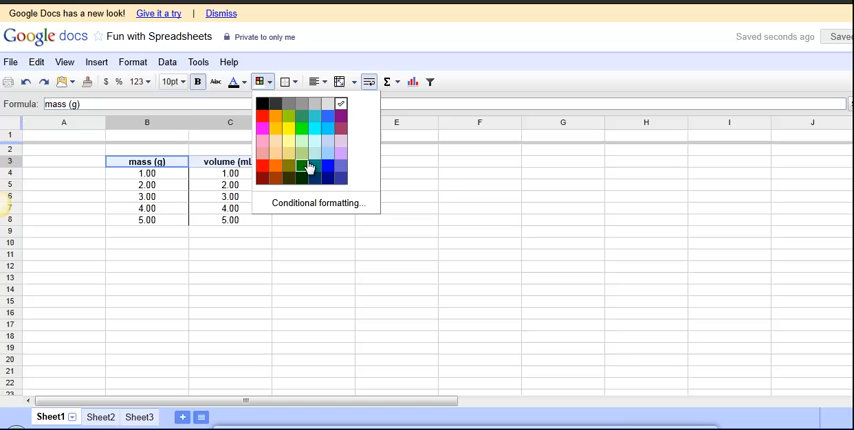 Google Docs has a new look! Give it a try | Dismiss
Google docs Fun with Spreadsheets Private to only me Saved seconds ago Saved
File Edit View Insert Format Data Tools Help
$ % 123 10pt B Abc A Σ
Formula: mass (g)
A B C E F G H I J
1
2
3 mass (g) volume (mL
4 1.00 1.00
5 2.00 2.00
6 3.00 3.00
7 4.00 4.00
8 5.00 5.00
Conditional formatting...
9
10
11
12
13
14
15
16
17
18
19
20
21
22
23
Sheet1 Sheet2 Sheet3